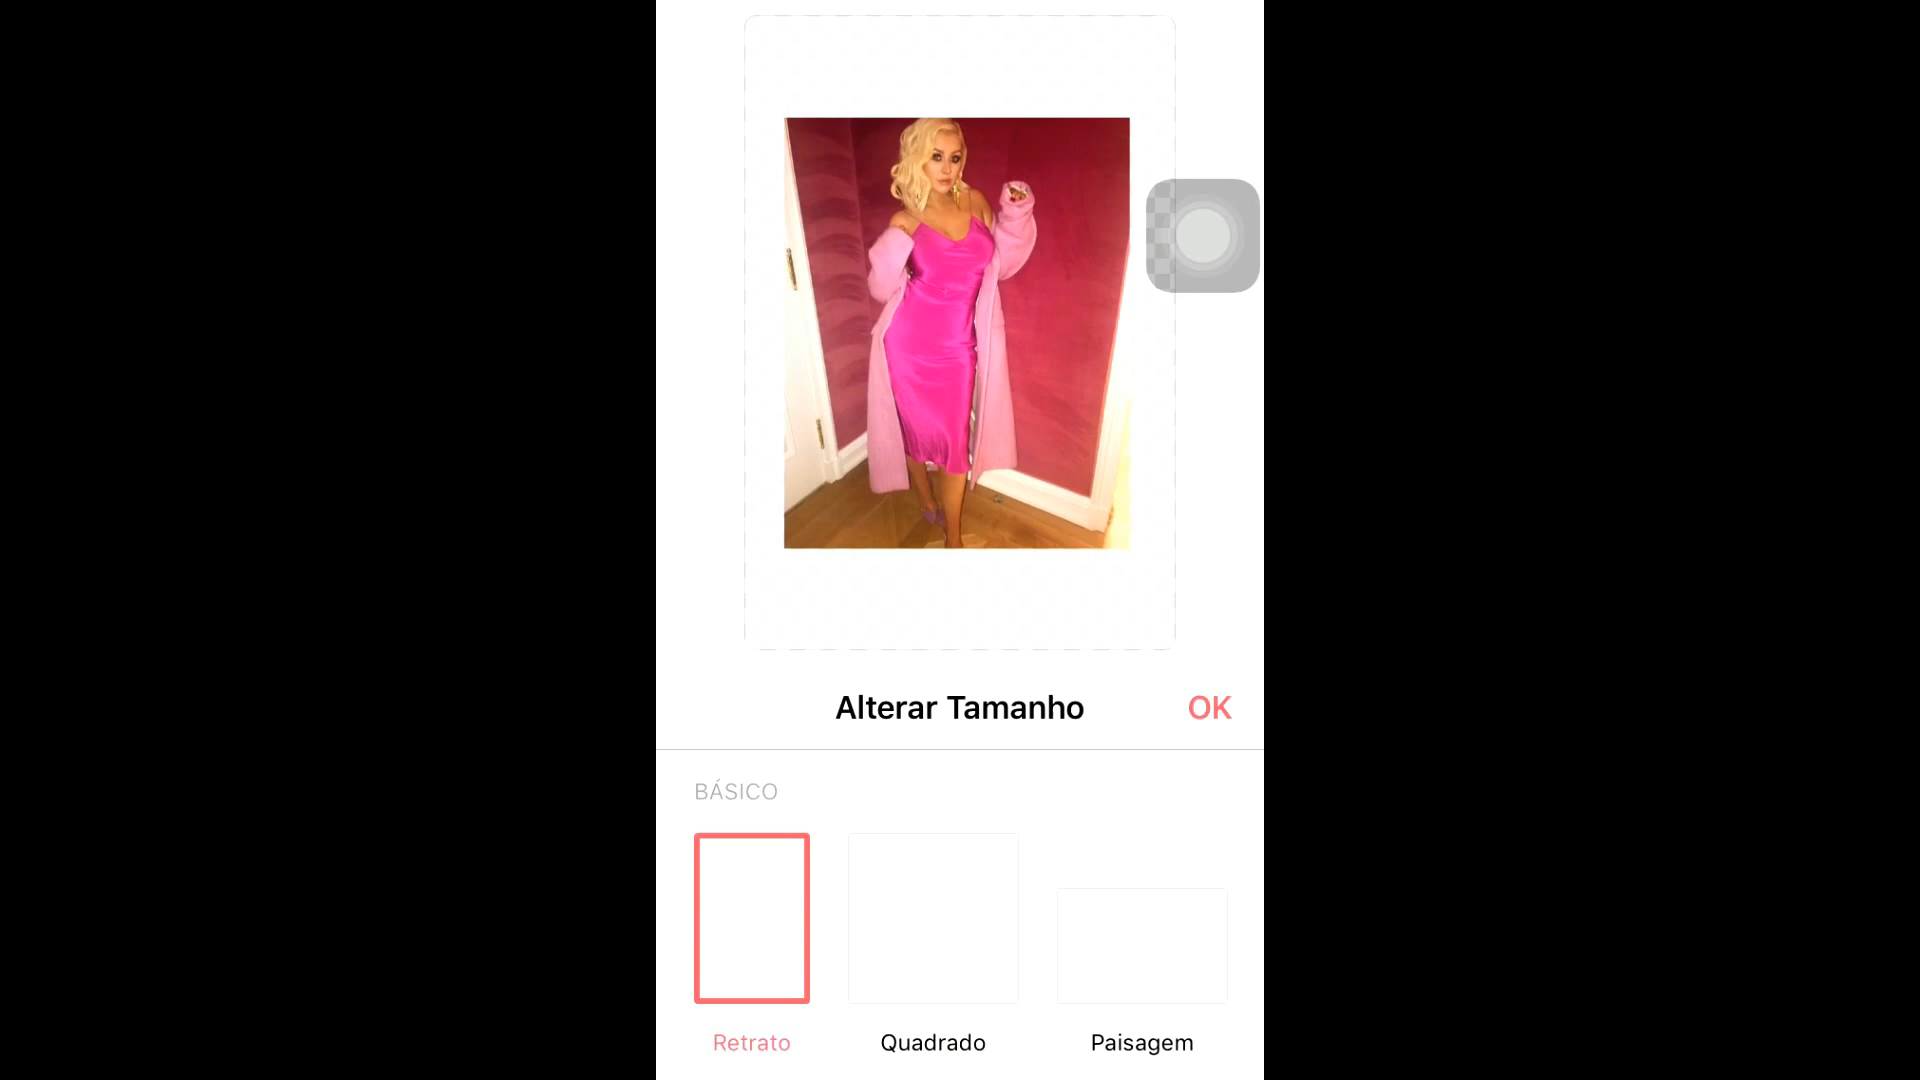 Alterar Tamanho
OK
BÁSICO
Retrato
Quadrado
Paisagem